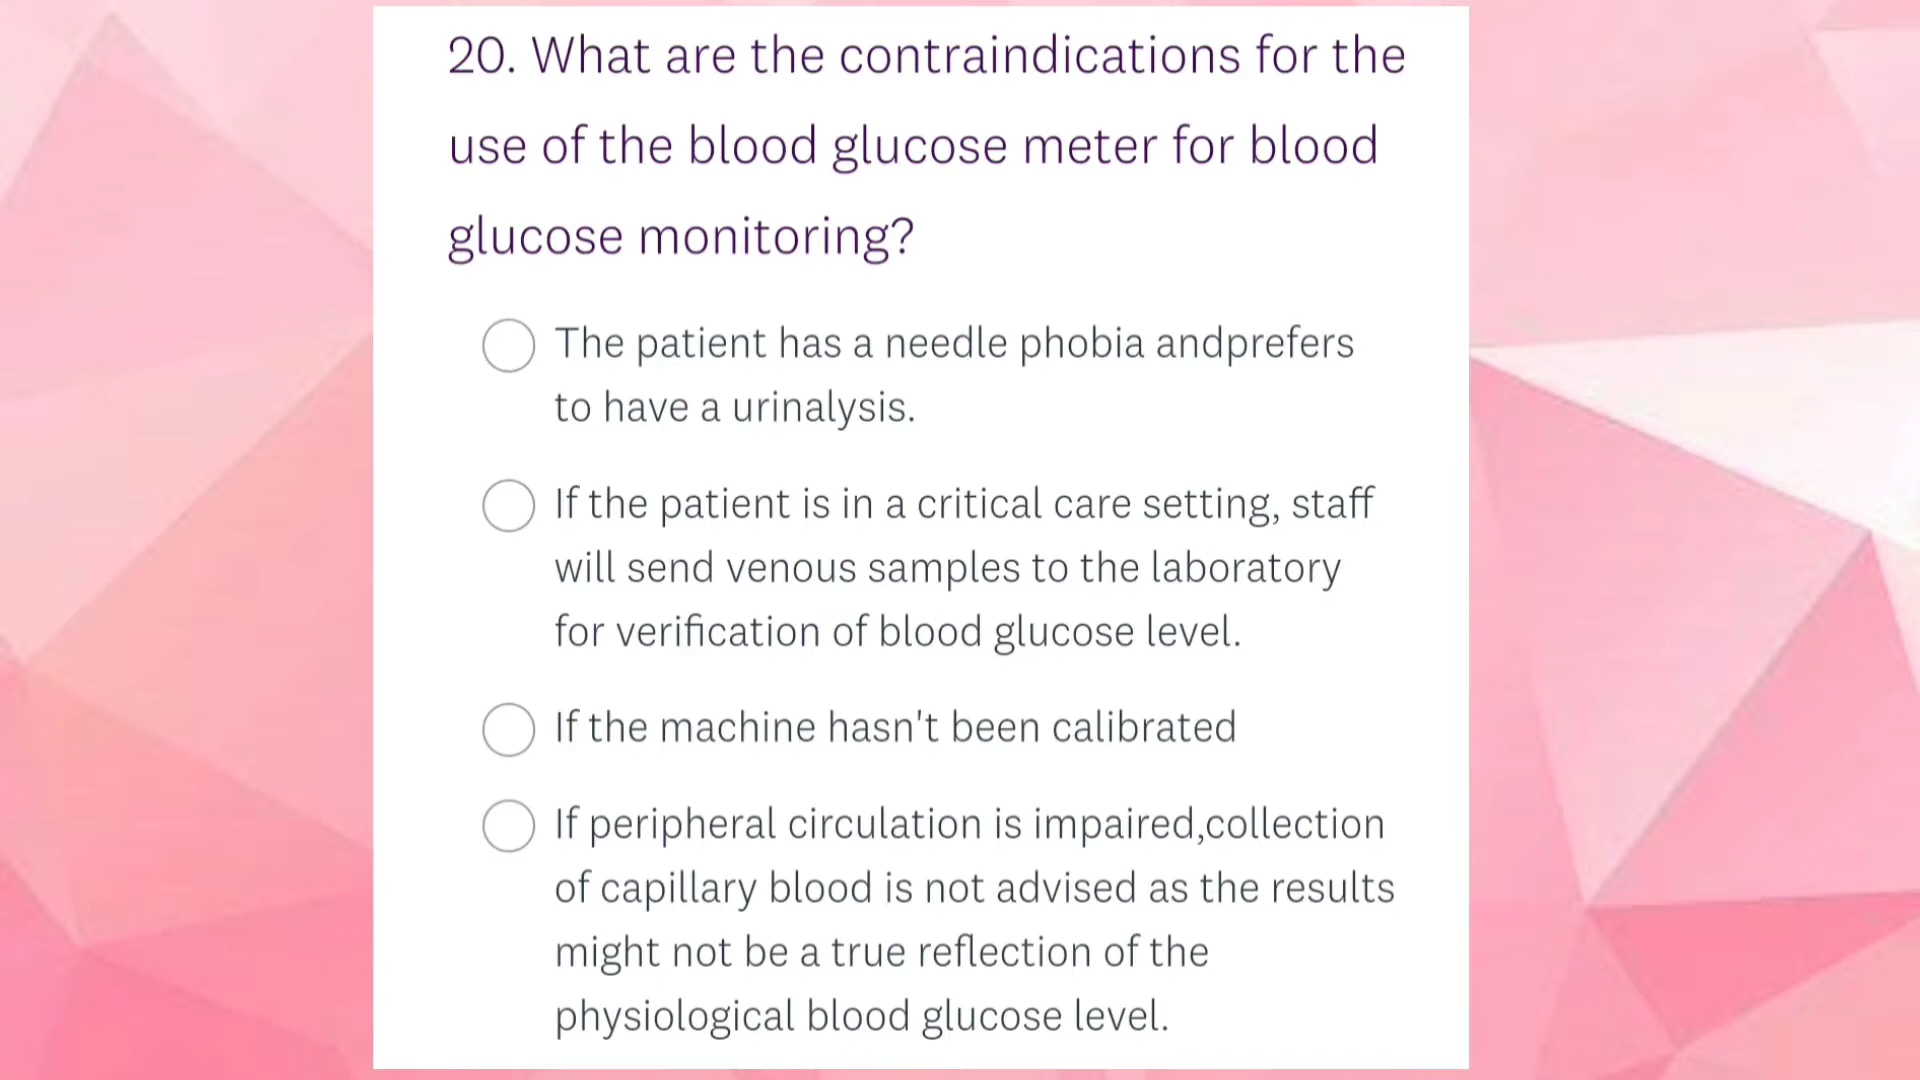 20. What are the contraindications for the
use of the blood glucose meter for blood
glucose monitoring?
The patient has a needle phobia andprefers
to have a urinalysis.
If the patient is in a critical care setting, staff
will send venous samples to the laboratory
for verification of blood glucose level.
If the machine hasn't been calibrated
If peripheral circulation is impaired,collection
of capillary blood is not advised as the results
might not be a true reflection of the
physiological blood glucose level.